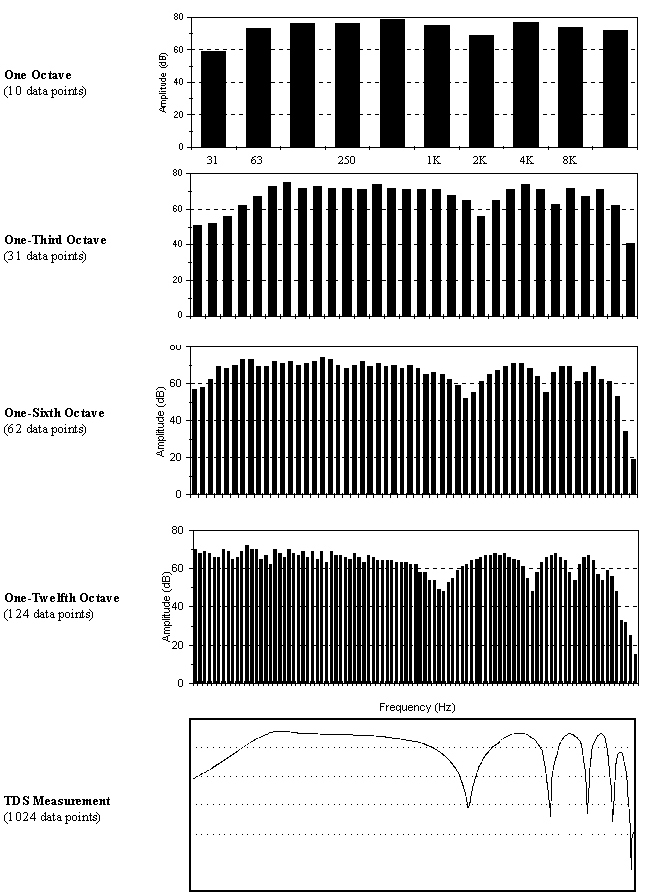 80
60
40
20
0
Amplitude (dB)
One Octave
(10 data points)
31 63 250 1K 2K 4K 8K
80
60
40
20
0
One-Third Octave
(31 data points)
80
60
40
20
0
Amplitude (dB)
One-Sixth Octave
(62 data points)
80
60
40
20
0
Amplitude (dB)
One-Twelfth Octave
(124 data points)
Frequency (Hz)
TDS Measurement
(1024 data points)